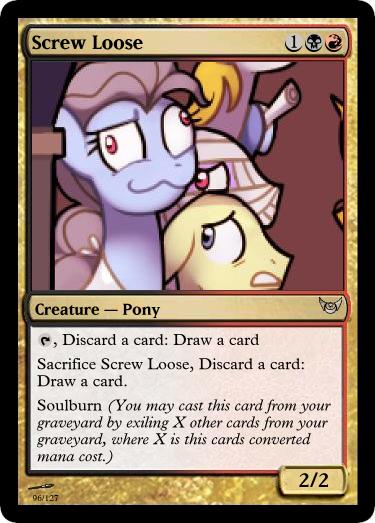 Screw Loose 1
Creature — Pony
, Discard a card: Draw a card
Sacrifice Screw Loose, Discard a card:
Draw a card.
Soulburn (You may cast this card from your
graveyard by exiling X other cards from your
graveyard, where X is this cards converted
mana cost.)
2/2
96/127